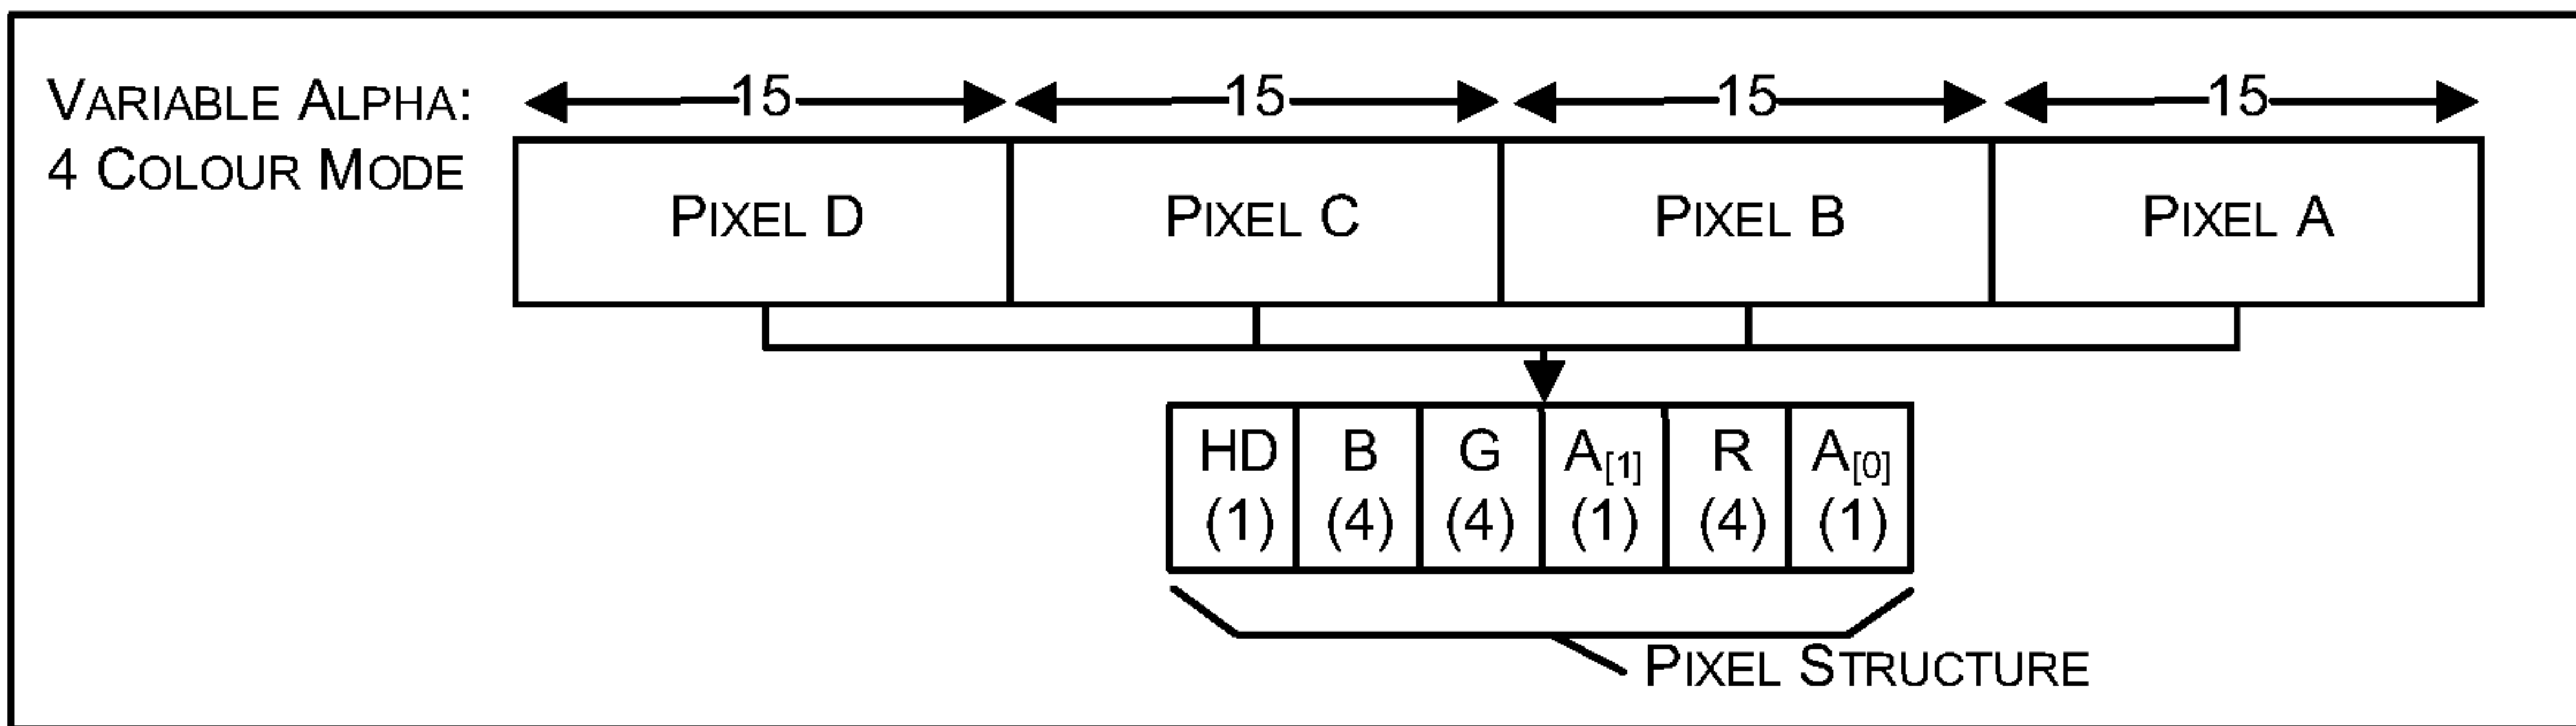 VARIABLE ALPHA:
4 COLOUR MODE
15 15 15 15
PIXEL D PIXEL C PIXEL B PIXEL A
HD B G A[1] R A[0]
(1) (4) (4) (1) (4) (1)
PIXEL STRUCTURE